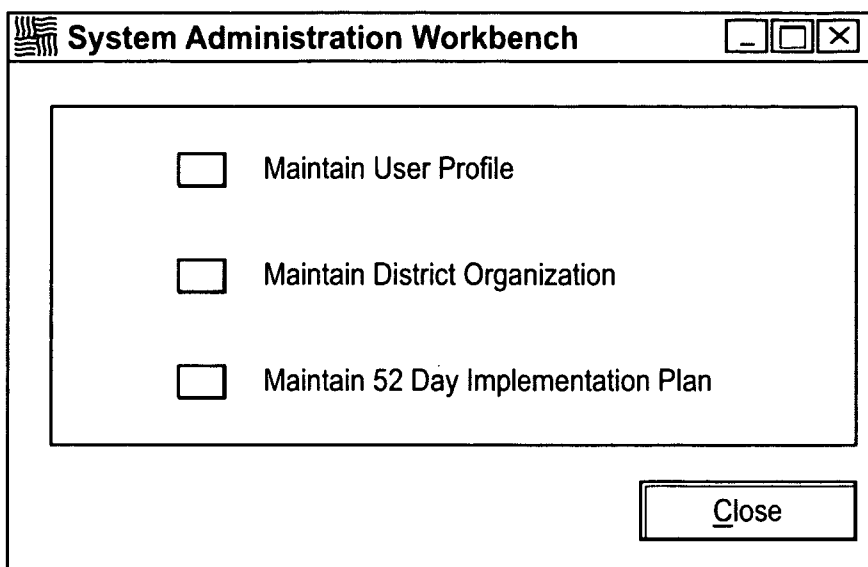 System Administration Workbench
Maintain User Profile
Maintain District Organization
Maintain 52 Day Implementation Plan
Close